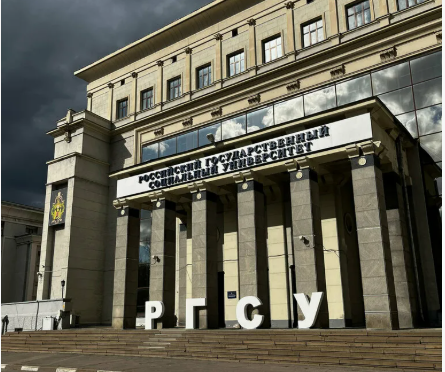 РОССИЙСКИЙ ГОСУДАРСТВЕННЫЙ
СОЦИАЛЬНЫЙ УНИВЕРСИТЕТ
РГСУ